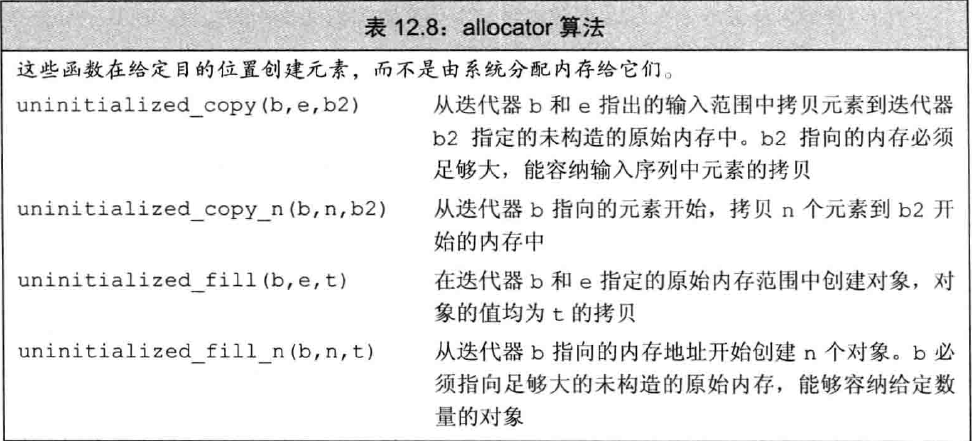 表 12.8：allocator 算法
这些函数在给定目的位置创建元素，而不是由系统分配内存给它们。
uninitialized_copy(b,e,b2) 从迭代器 b 和 e 指出的输入范围中拷贝元素到迭代器
b2 指定的未构造的原始内存中。b2 指向的内存必须
足够大，能容纳输入序列中元素的拷贝
uninitialized_copy_n(b,n,b2) 从迭代器 b 指向的元素开始，拷贝 n 个元素到 b2 开
始的内存中
uninitialized_fill(b,e,t) 在迭代器 b 和 e 指定的原始内存范围中创建对象，对
象的值均为 t 的拷贝
uninitialized_fill_n(b,n,t) 从迭代器 b 指向的内存地址开始创建 n 个对象。b 必
须指向足够大的未构造的原始内存，能够容纳给定数
量的对象